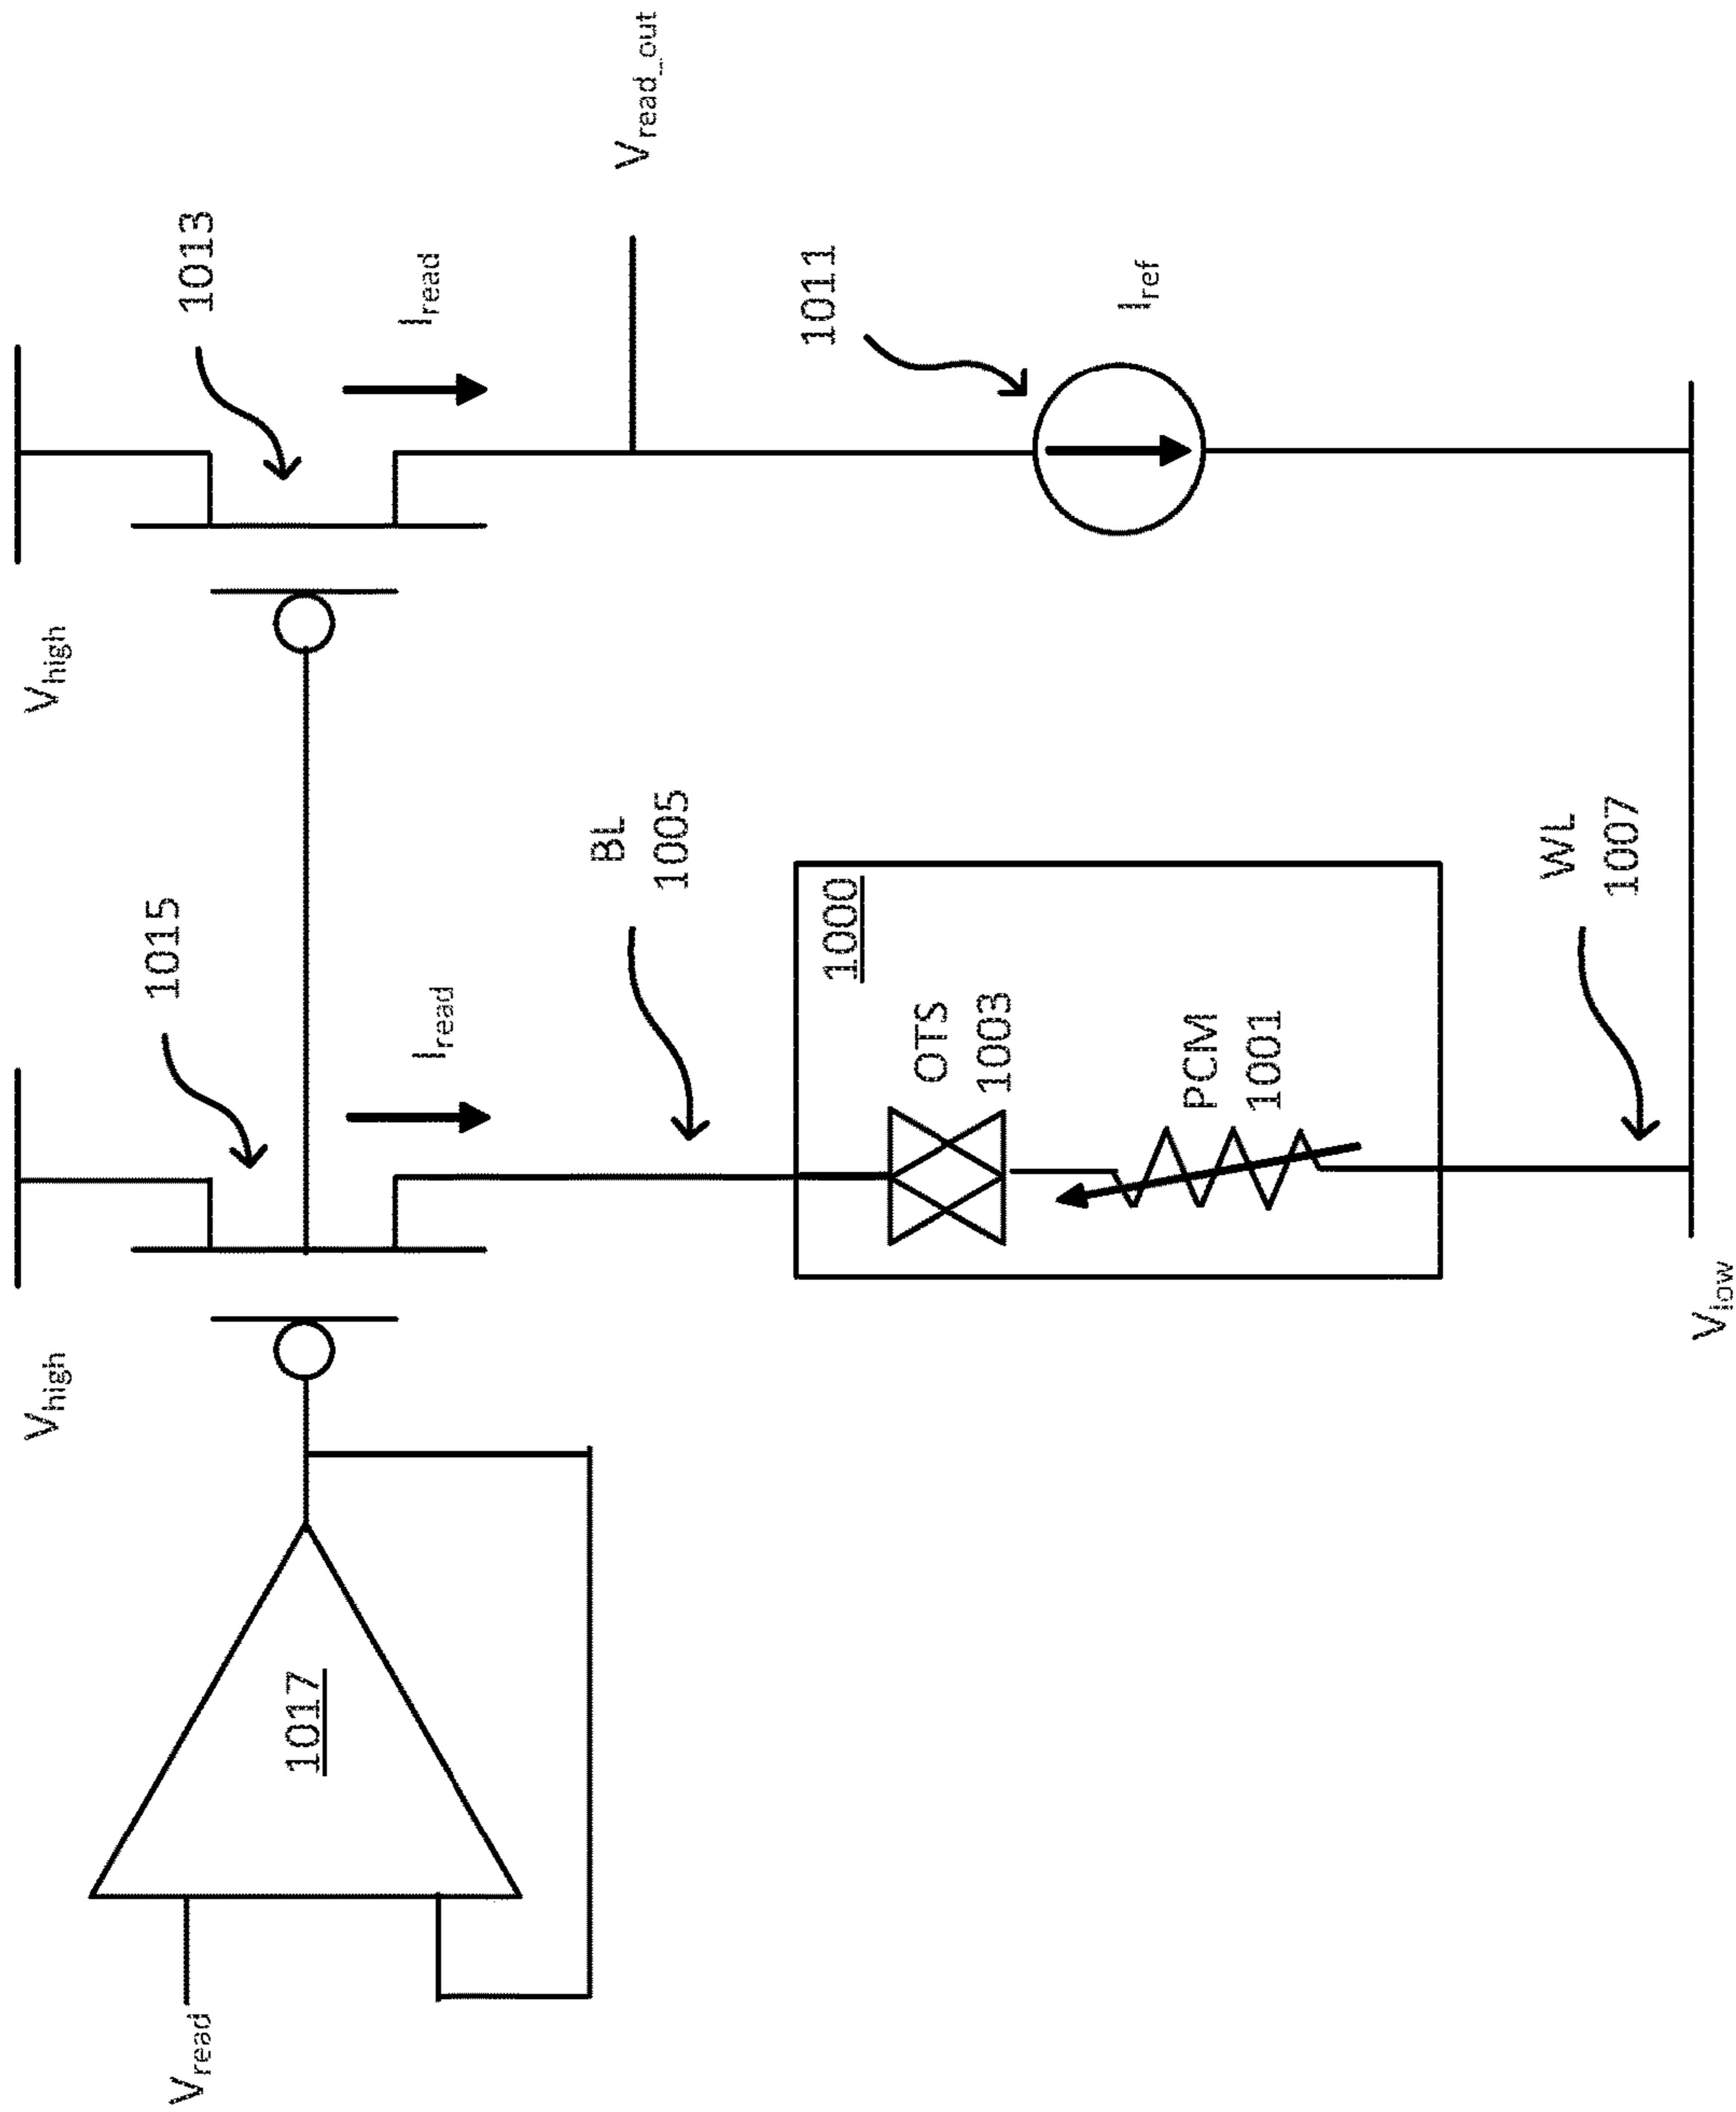 V_high
V_high
1015
1013
V_read
1017
I_read
I_read
BL
1005
V_read_out
1000
OTS
1003
PCM
1001
1011
I_ref
WL
1007
V_low